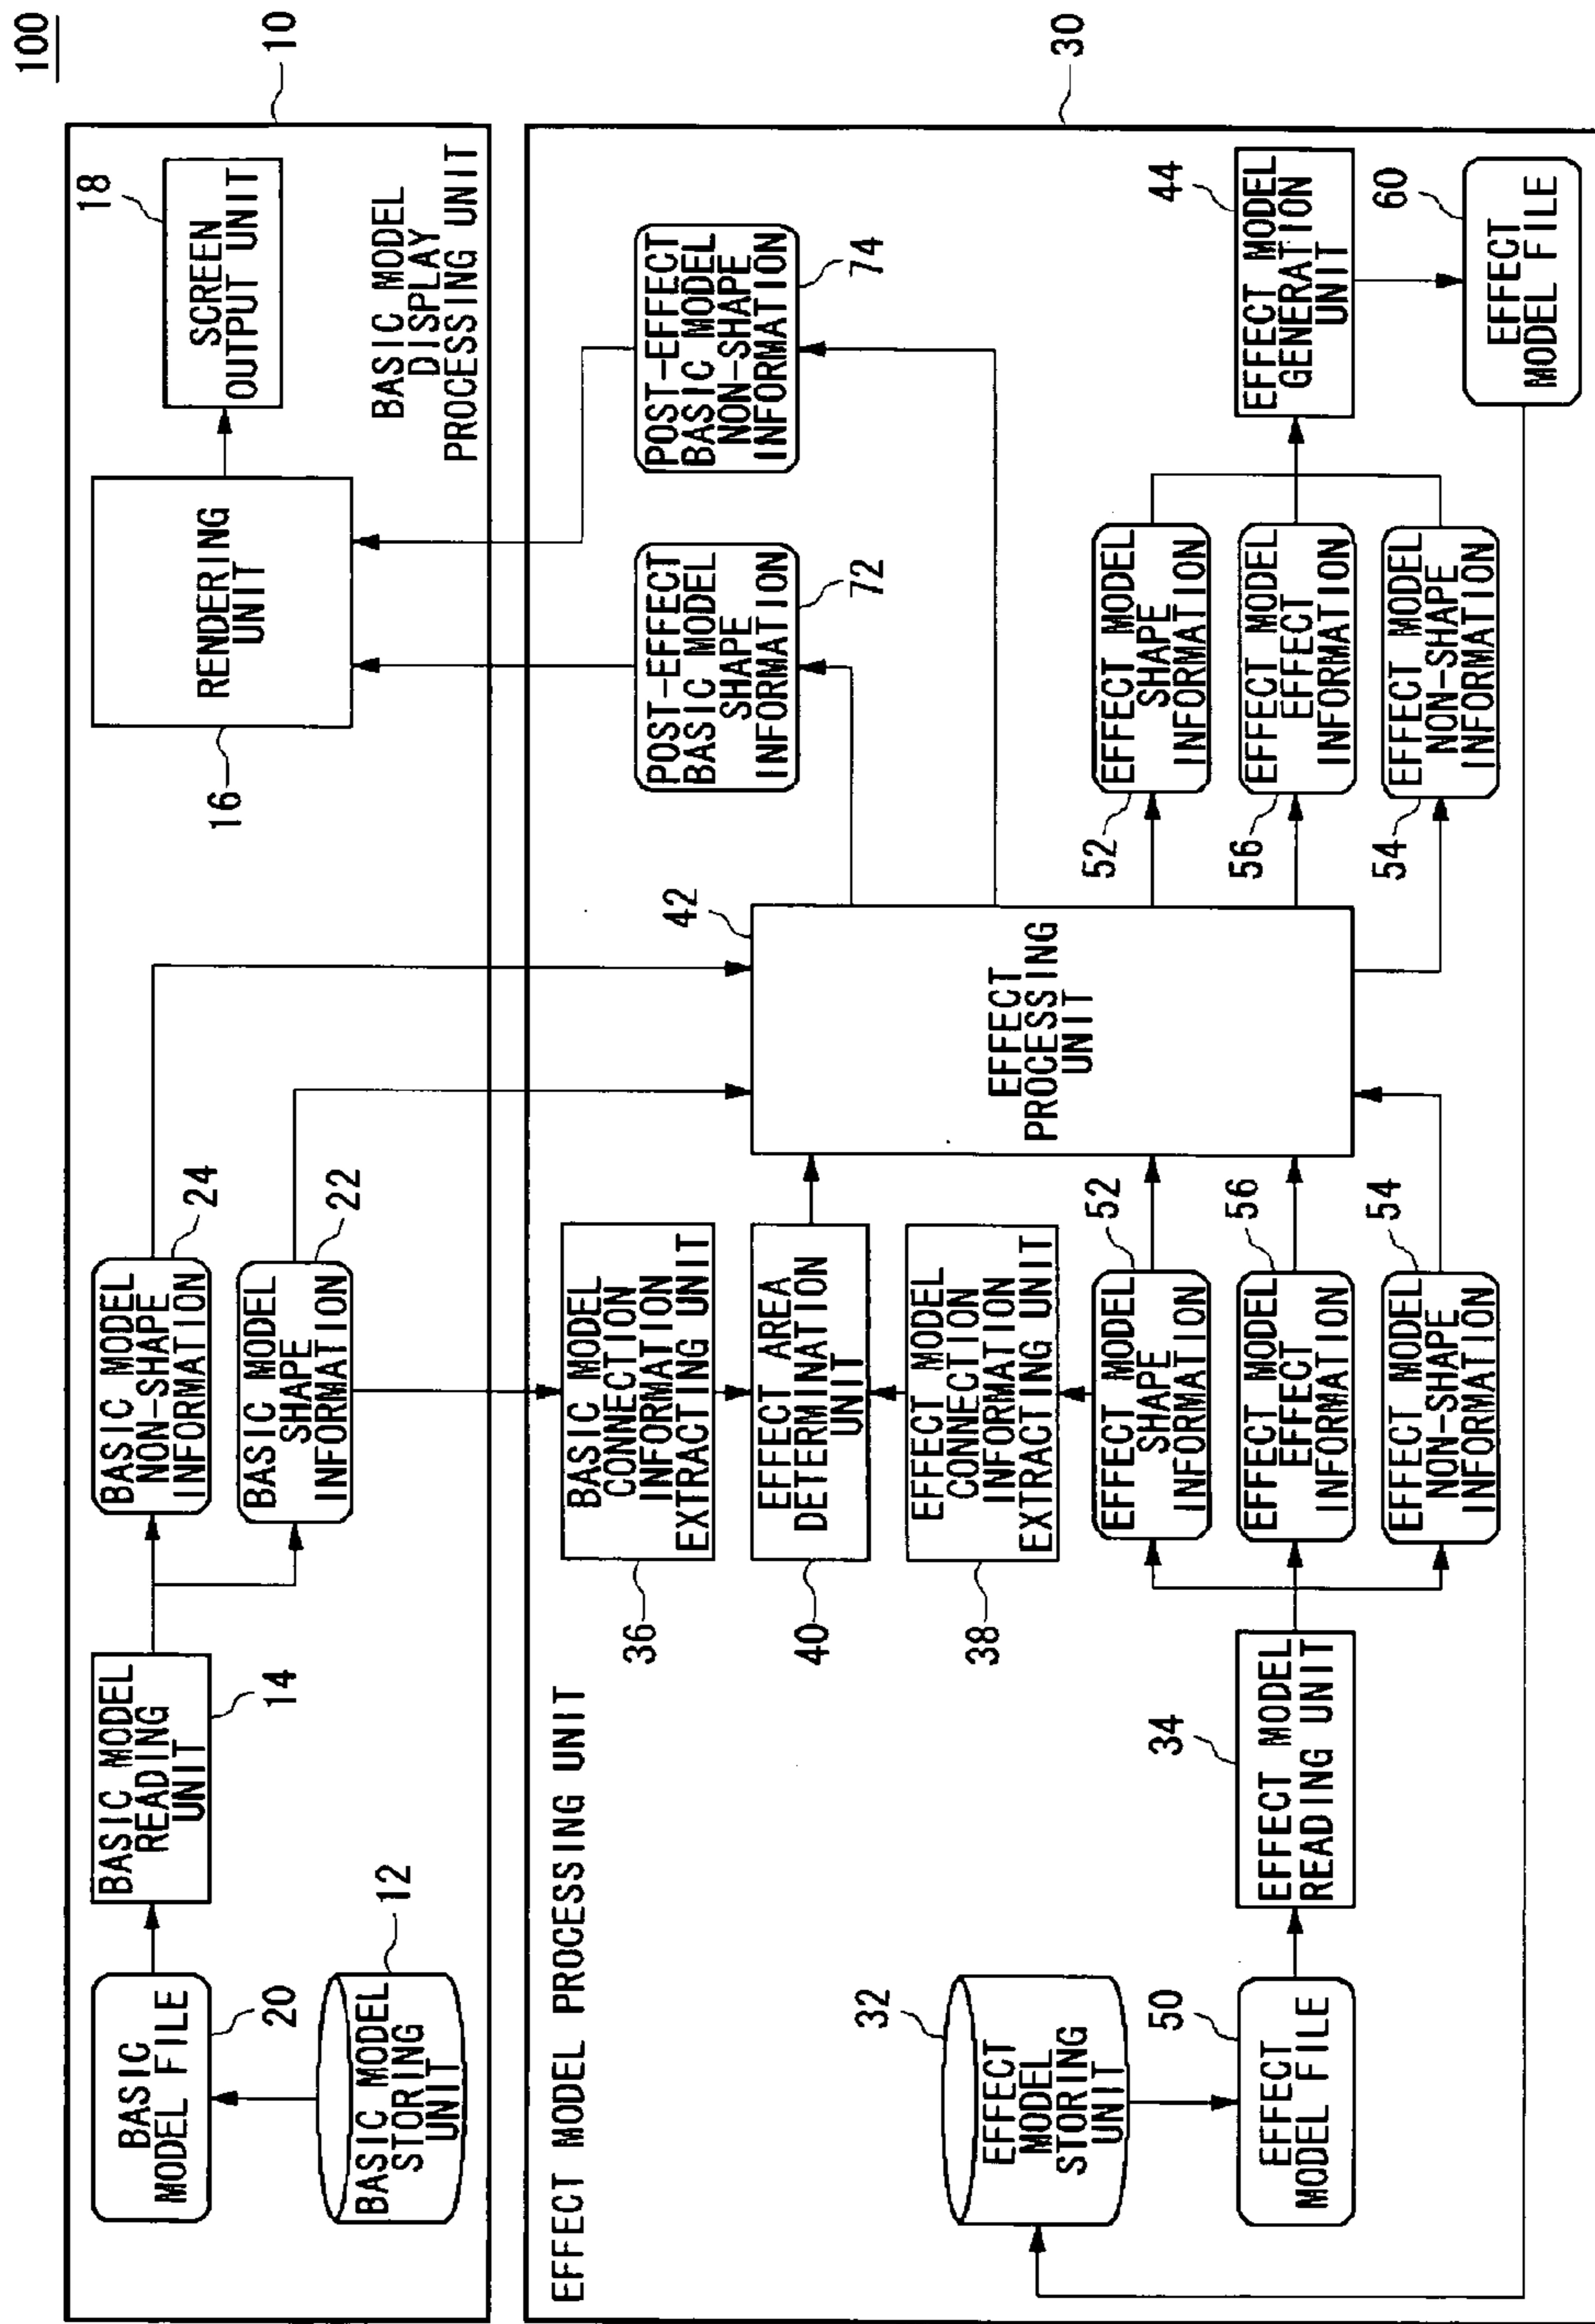 100
10
BASIC
MODEL FILE
20
BASIC MODEL
STORING
UNIT
12
BASIC MODEL
READING
UNIT
14
BASIC MODEL
NON-SHAPE
INFORMATION
24
BASIC MODEL
SHAPE
INFORMATION
22
RENDERING
UNIT
16
SCREEN
OUTPUT UNIT
18
BASIC MODEL
DISPLAY
PROCESSING UNIT
30
EFFECT MODEL PROCESSING UNIT
BASIC MODEL
CONNECTION
INFORMATION
EXTRACTING UNIT
36
EFFECT AREA
DETERMINATION
UNIT
40
EFFECT MODEL
CONNECTION
INFORMATION
EXTRACTING UNIT
38
EFFECT
PROCESSING
UNIT
42
POST-EFFECT
BASIC MODEL
SHAPE
INFORMATION
72
POST-EFFECT
BASIC MODEL
NON-SHAPE
INFORMATION
74
EFFECT
MODEL
STORING
UNIT
32
EFFECT
MODEL FILE
50
EFFECT MODEL
READING UNIT
34
EFFECT MODEL
SHAPE
INFORMATION
52
EFFECT MODEL
EFFECT
INFORMATION
56
EFFECT MODEL
NON-SHAPE
INFORMATION
54
EFFECT MODEL
SHAPE
INFORMATION
52
EFFECT MODEL
EFFECT
INFORMATION
56
EFFECT MODEL
NON-SHAPE
INFORMATION
54
EFFECT MODEL
GENERATION
UNIT
44
EFFECT
MODEL FILE
60